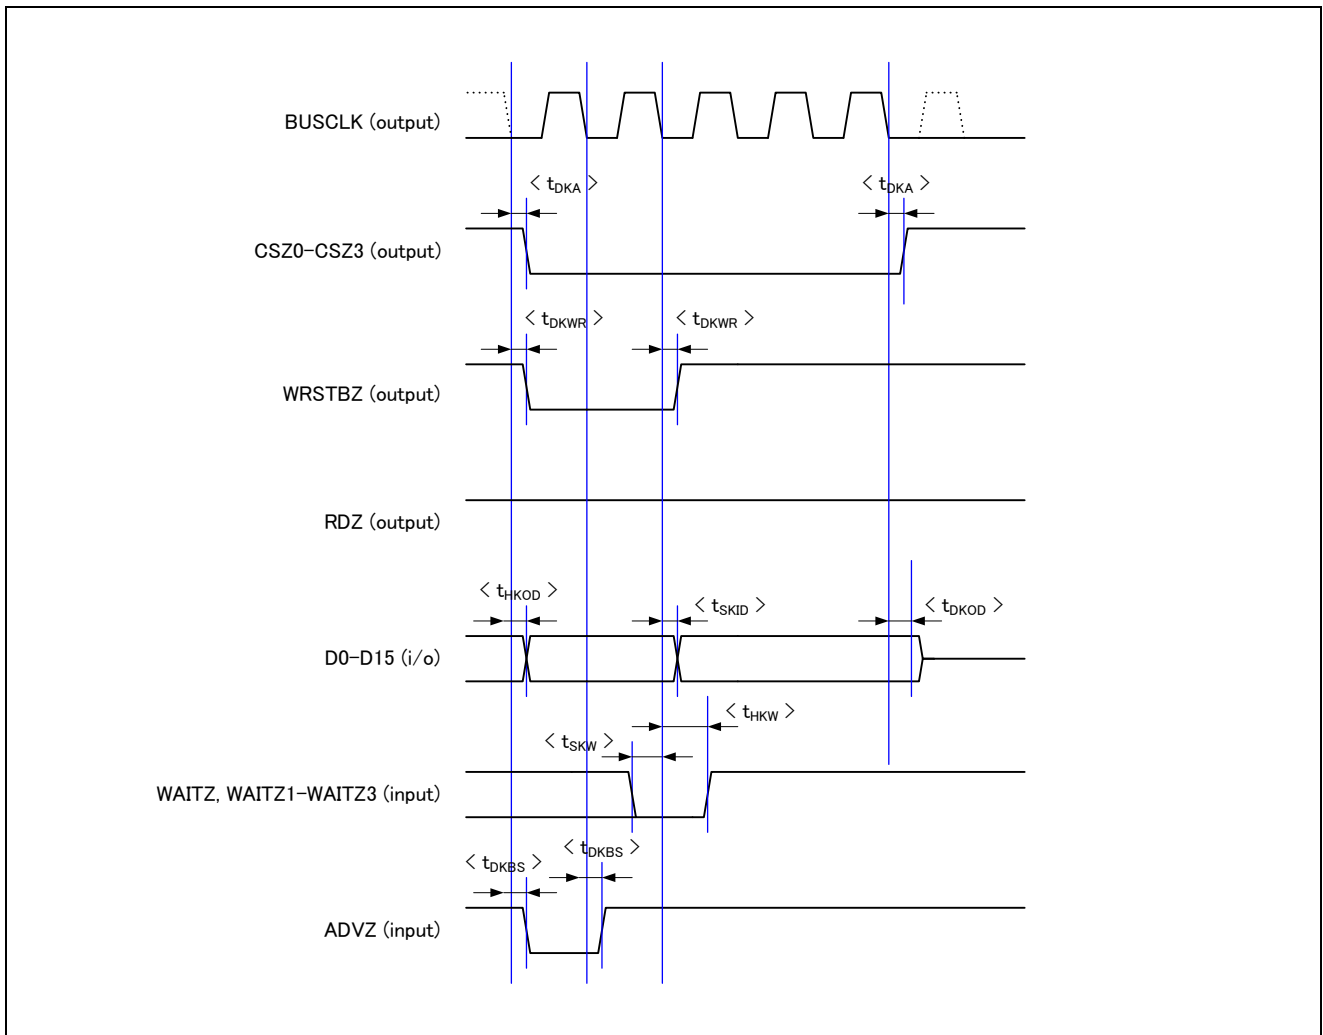 BUSCLK (output)
< tDKA >
< tDKA >
CSZ0-CSZ3 (output)
< tDKWR >
< tDKWR >
WRSTBZ (output)
RDZ (output)
< tHKOD >
< tSKID >
< tDKOD >
D0-D15 (i/o)
< tHKW >
< tSKW >
WAITZ, WAITZ1-WAITZ3 (input)
< tDKBS >
< tDKBS >
ADVZ (input)